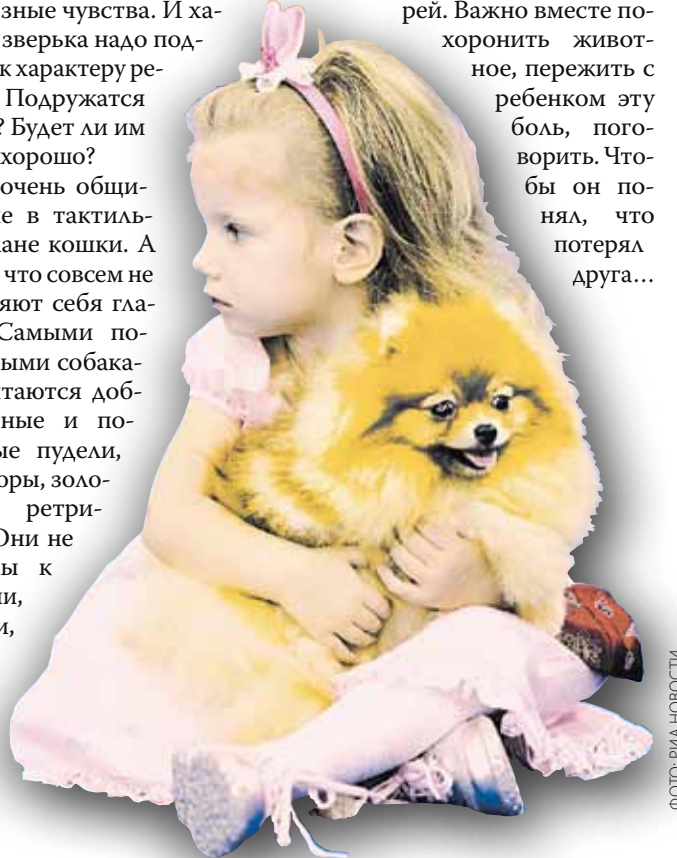 зные чувства. И ха-
зверька надо под-
к характеру ре-
Подружатся
? Будет ли им
хорошо?
очень общи-
е в тактиль-
ане кошки. А
что совсем не
яют себя гла-
Самыми по-
ыми собака-
таются доб-
ные и по-
ые пудели,
оры, золо-
ретри-
Они не
ы к
ли,
и,
рей. Важно вместе по-
хоронить живот-
ное, пережить с
ребенком эту
боль, пого-
ворить. Что-
бы он по-
нял, что
потерял
друга…
ФОТО: РИА НОВОСТИ